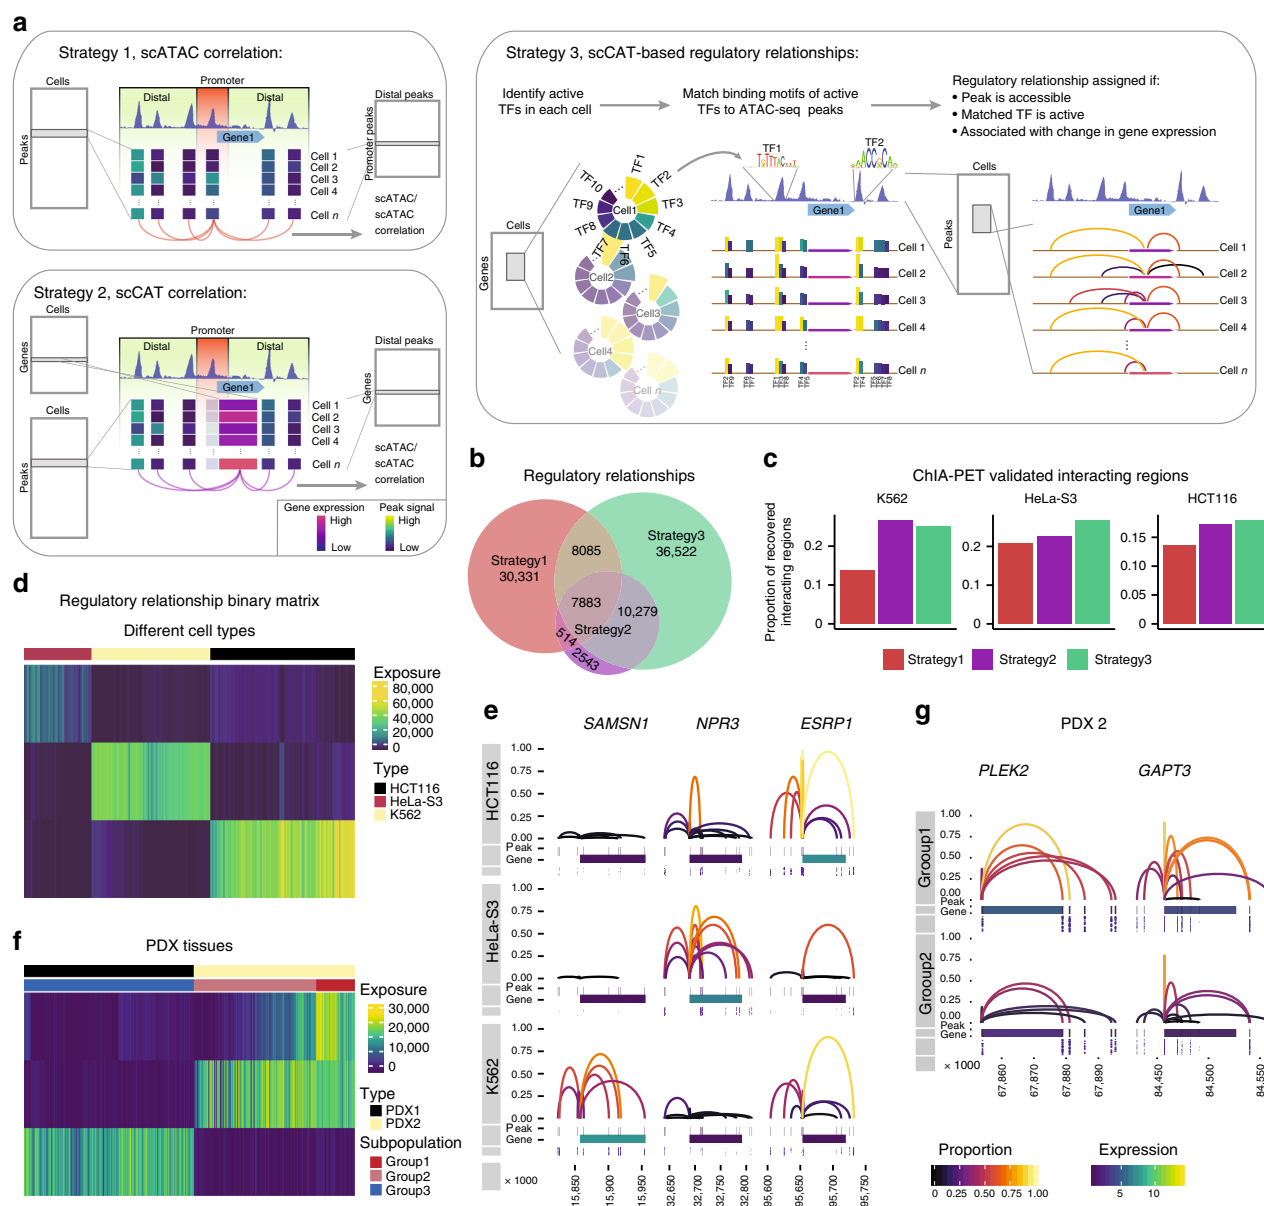 a
Strategy 1, scATAC correlation:
Cells
Peaks
Promoter
Distal
Distal
Gene1
Cell 1
Cell 2
Cell 3
Cell 4
Cell n
Distal peaks
Promoter peaks
scATAC/
scATAC
correlation
Strategy 2, scCAT correlation:
Cells
Genes
Cells
Peaks
Promoter
Distal
Distal
Gene1
Cell 1
Cell 2
Cell 3
Cell 4
Cell n
Distal peaks
Genes
scATAC/
scATAC
correlation
Gene expression
High
Low
Peak signal
High
Low
Strategy 3, scCAT-based regulatory relationships:
Identify active
TFs in each cell
Match binding motifs of active
TFs to ATAC-seq peaks
Regulatory relationship assigned if:
• Peak is accessible
• Matched TF is active
• Associated with change in gene expression
Cells
Genes
TF1
TF2
TF3
TF4
TF5
TF6
TF7
TF8
TF9
TF10
Cell1
Cell2
Cell3
Cell4
Cell n
TF1
TF2
Gene1
Cell 1
Cell 2
Cell 3
Cell 4
Cell n
Cells
Peaks
Gene1
Cell 1
Cell 2
Cell 3
Cell 4
Cell n
b
Regulatory relationships
Strategy1
30,331
8085
Strategy3
36,522
7883
10,279
Strategy2
514
2543
c
ChIA-PET validated interacting regions
Proportion of recovered
interacting regions
K562
0.2
0.1
0
HeLa-S3
0.2
0.1
0
HCT116
0.15
0.10
0.05
0
Strategy1
Strategy2
Strategy3
d
Regulatory relationship binary matrix
Different cell types
Exposure
80,000
60,000
40,000
20,000
0
Type
HCT116
HeLa-S3
K562
e
SAMSN1
NPR3
ESRP1
HCT116
1.00
0.75
0.50
0.25
0.00
Peak
Gene
HeLa-S3
1.00
0.75
0.50
0.25
0.00
Peak
Gene
K562
1.00
0.75
0.50
0.25
0.00
Peak
Gene
× 1000
15,850
15,900
15,950
32,650
32,700
32,750
32,800
95,600
95,650
95,700
95,750
f
PDX tissues
Exposure
30,000
20,000
10,000
0
Type
PDX1
PDX2
Subpopulation
Group1
Group2
Group3
g
PDX 2
PLEK2
GAPT3
Grooup1
1.00
0.75
0.50
0.25
0.00
Peak
Gene
Grooup2
1.00
0.75
0.50
0.25
0.00
Peak
Gene
× 1000
67,860
67,870
67,880
67,890
84,450
84,500
84,550
Proportion
0 0.25 0.50 0.75 1.00
Expression
5 10